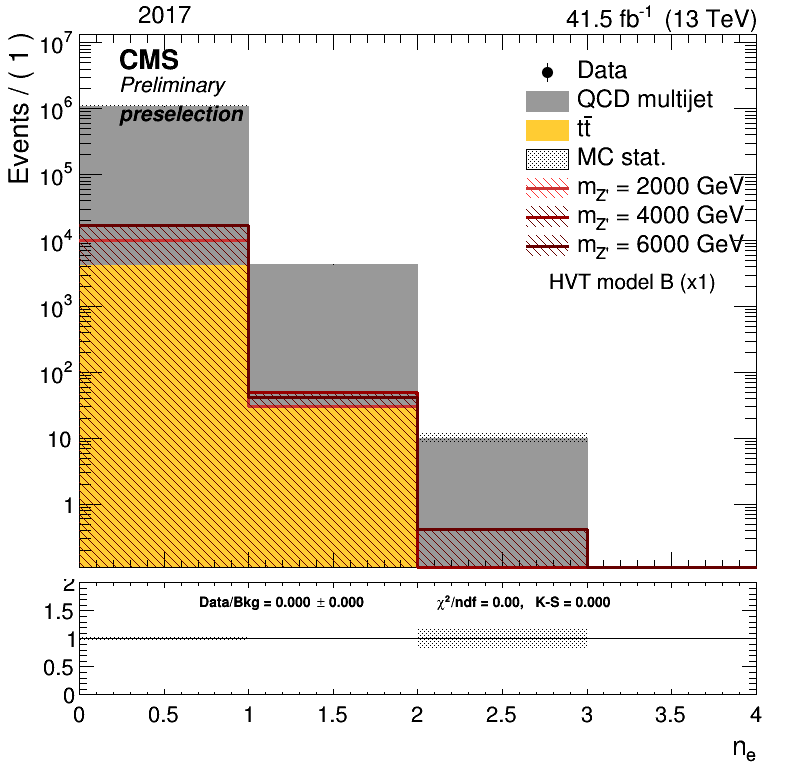 2017
41.5 fb⁻¹ (13 TeV)
CMS
Preliminary
preselection
Events / ( 1 )
10⁷
10⁶
10⁵
10⁴
10³
10²
10
1
Data
QCD multijet
tt̄
MC stat.
m_Z' = 2000 GeV
m_Z' = 4000 GeV
m_Z' = 6000 GeV
HVT model B (x1)
Data/Bkg = 0.000 ± 0.000
χ²/ndf = 0.00, K-S = 0.000
2
1.5
1
0.5
0
0 0.5 1 1.5 2 2.5 3 3.5 4
n_e